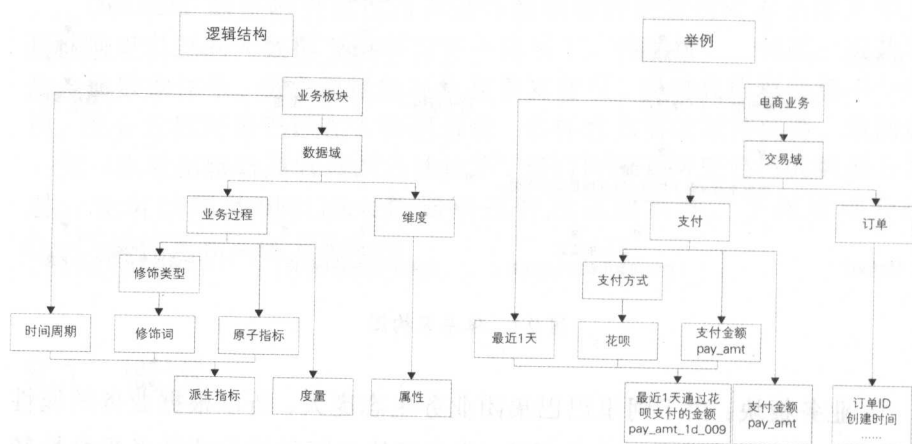 逻辑结构
举例
业务板块
电商业务
数据域
交易域
业务过程
维度
支付
订单
修饰类型
支付方式
时间周期
修饰词
原子指标
最近1天
花呗
支付金额
pay_amt
派生指标
度量
属性
最近1天通过花
呗支付的金额
pay_amt_1d_009
支付金额
pay_amt
订单ID
创建时间
......